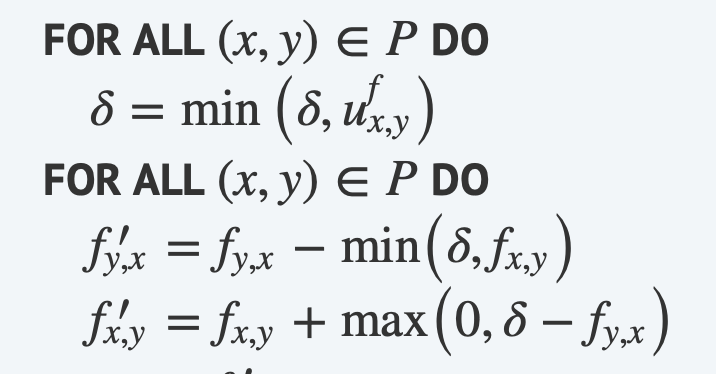 FOR ALL (x, y) ∈ P DO
δ = min (δ, u^f_{x,y})
FOR ALL (x, y) ∈ P DO
f′_{y,x} = f_{y,x} − min(δ, f_{x,y})
f′_{x,y} = f_{x,y} + max(0, δ − f_{y,x})